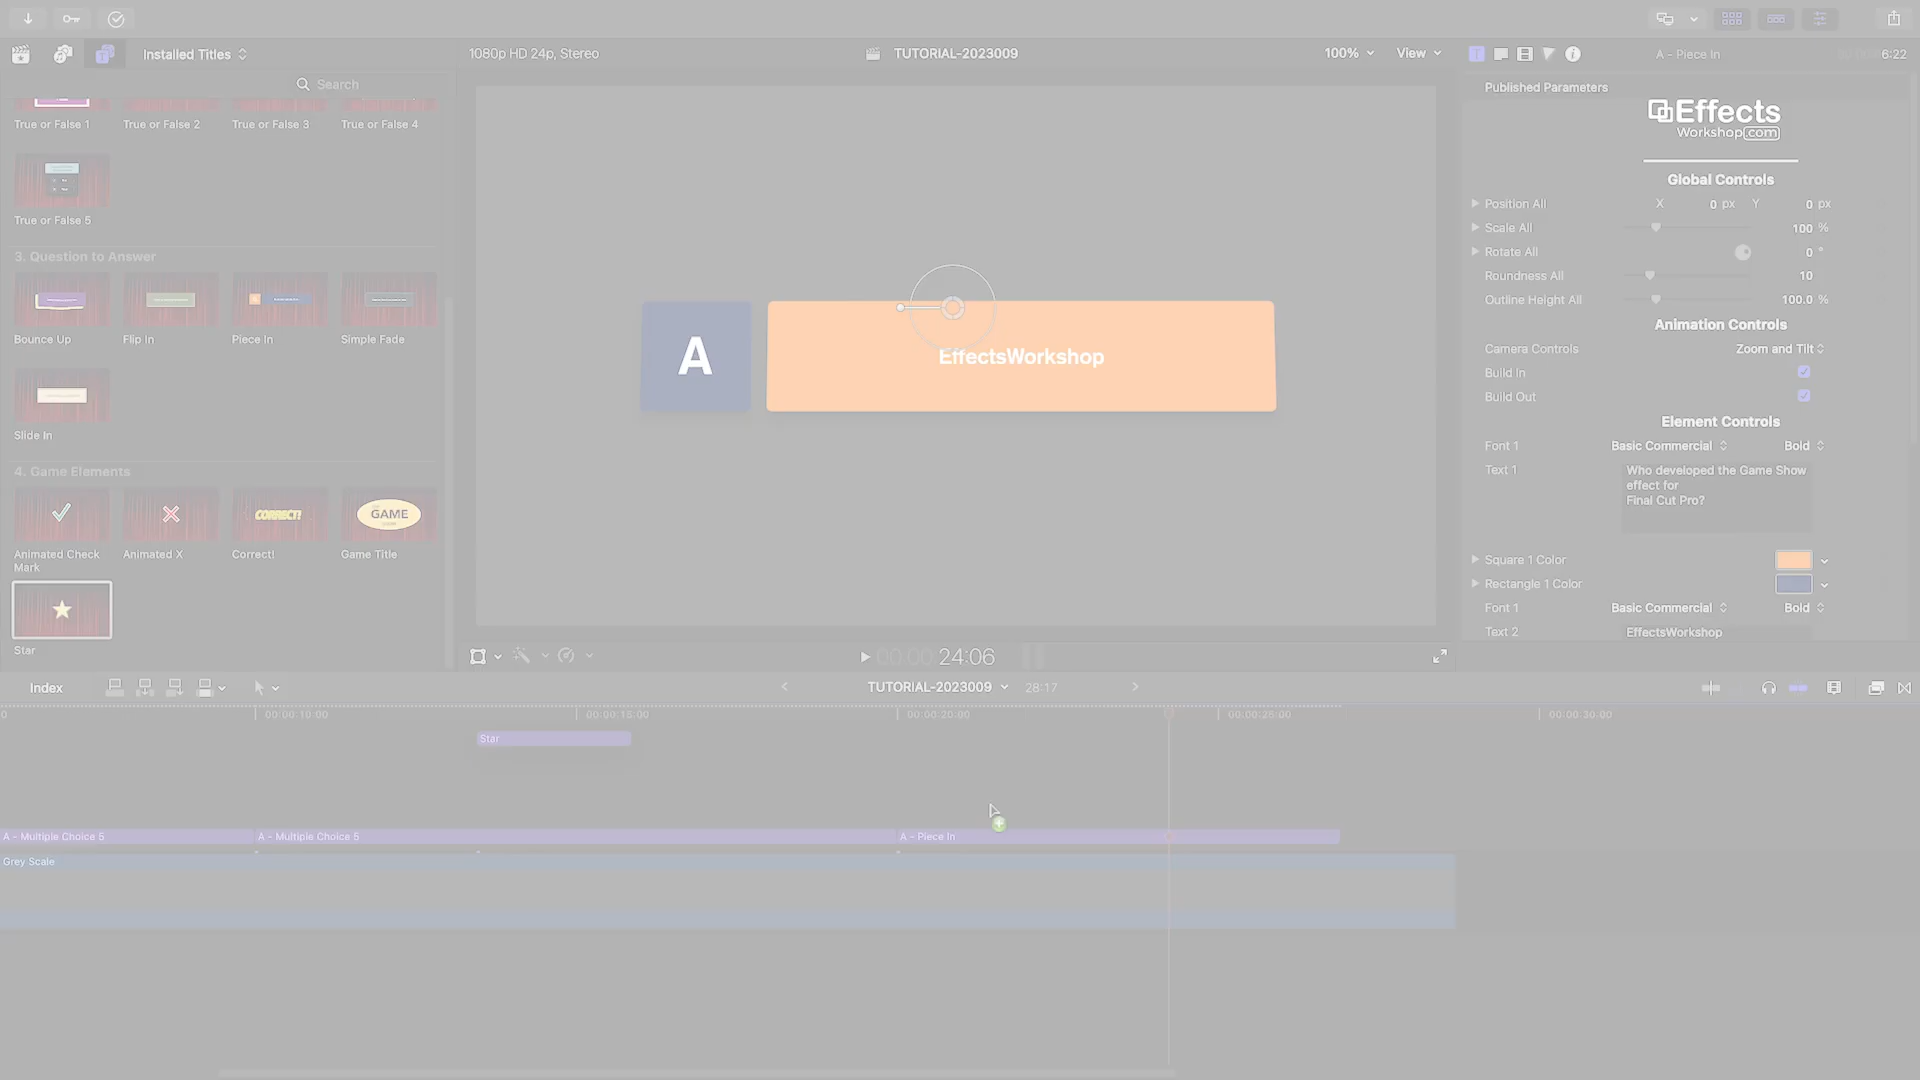 Installed Titles
1080p HD 24p, Stereo
TUTORIAL-2023009
100%
View
A - Piece In
6:22
Search
Published Parameters
True or False 1
True or False 2
True or False 3
True or False 4
True or False 5
3. Question to Answer
Bounce Up
Flip In
Piece In
Simple Fade
Slide In
4. Game Elements
CORRECT!
GAME
Animated Check
Mark
Animated X
Correct!
Game Title
Star
A
EffectsWorkshop
Effects
Workshop.com
Global Controls
Position All X 0 px Y 0 px
Scale All 100 %
Rotate All 0 °
Roundness All 10
Outline Height All 100.0 %
Animation Controls
Camera Controls Zoom and Tilt
Build In
Build Out
Element Controls
Font 1 Basic Commercial Bold
Text 1 Who developed the Game Show
effect for
Final Cut Pro?
Square 1 Color
Rectangle 1 Color
Font 1 Basic Commercial Bold
Text 2 EffectsWorkshop
00:00:24:06
Index
TUTORIAL-2023009
28:17
0
00:00:10:00
00:00:15:00
00:00:20:00
00:00:25:00
00:00:30:00
Star
A - Multiple Choice 5
A - Multiple Choice 5
A - Piece In
Grey Scale